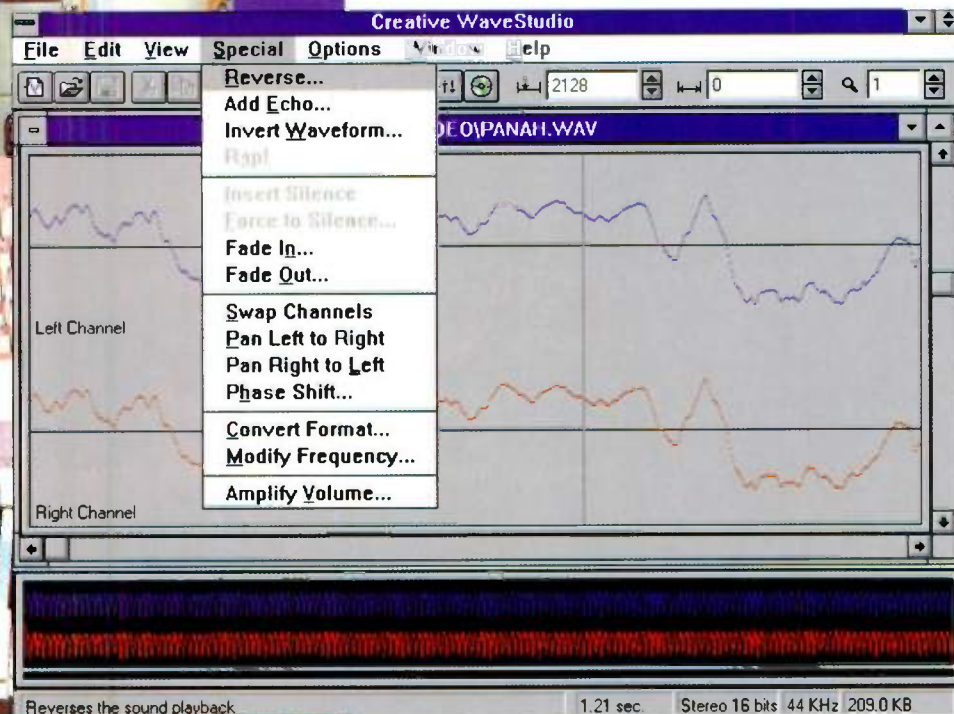 Creative WaveStudio
File Edit View Special Options Window Help
2128 0 1
DEO\PANAH.WAV
Reverse...
Add Echo...
Invert Waveform...
Rap!
Insert Silence
Force to Silence...
Fade In...
Fade Out...
Swap Channels
Pan Left to Right
Pan Right to Left
Phase Shift...
Convert Format...
Modify Frequency...
Amplify Volume...
Left Channel
Right Channel
Reverses the sound playback 1.21 sec. Stereo 16 bits 44 KHz 209.0 KB